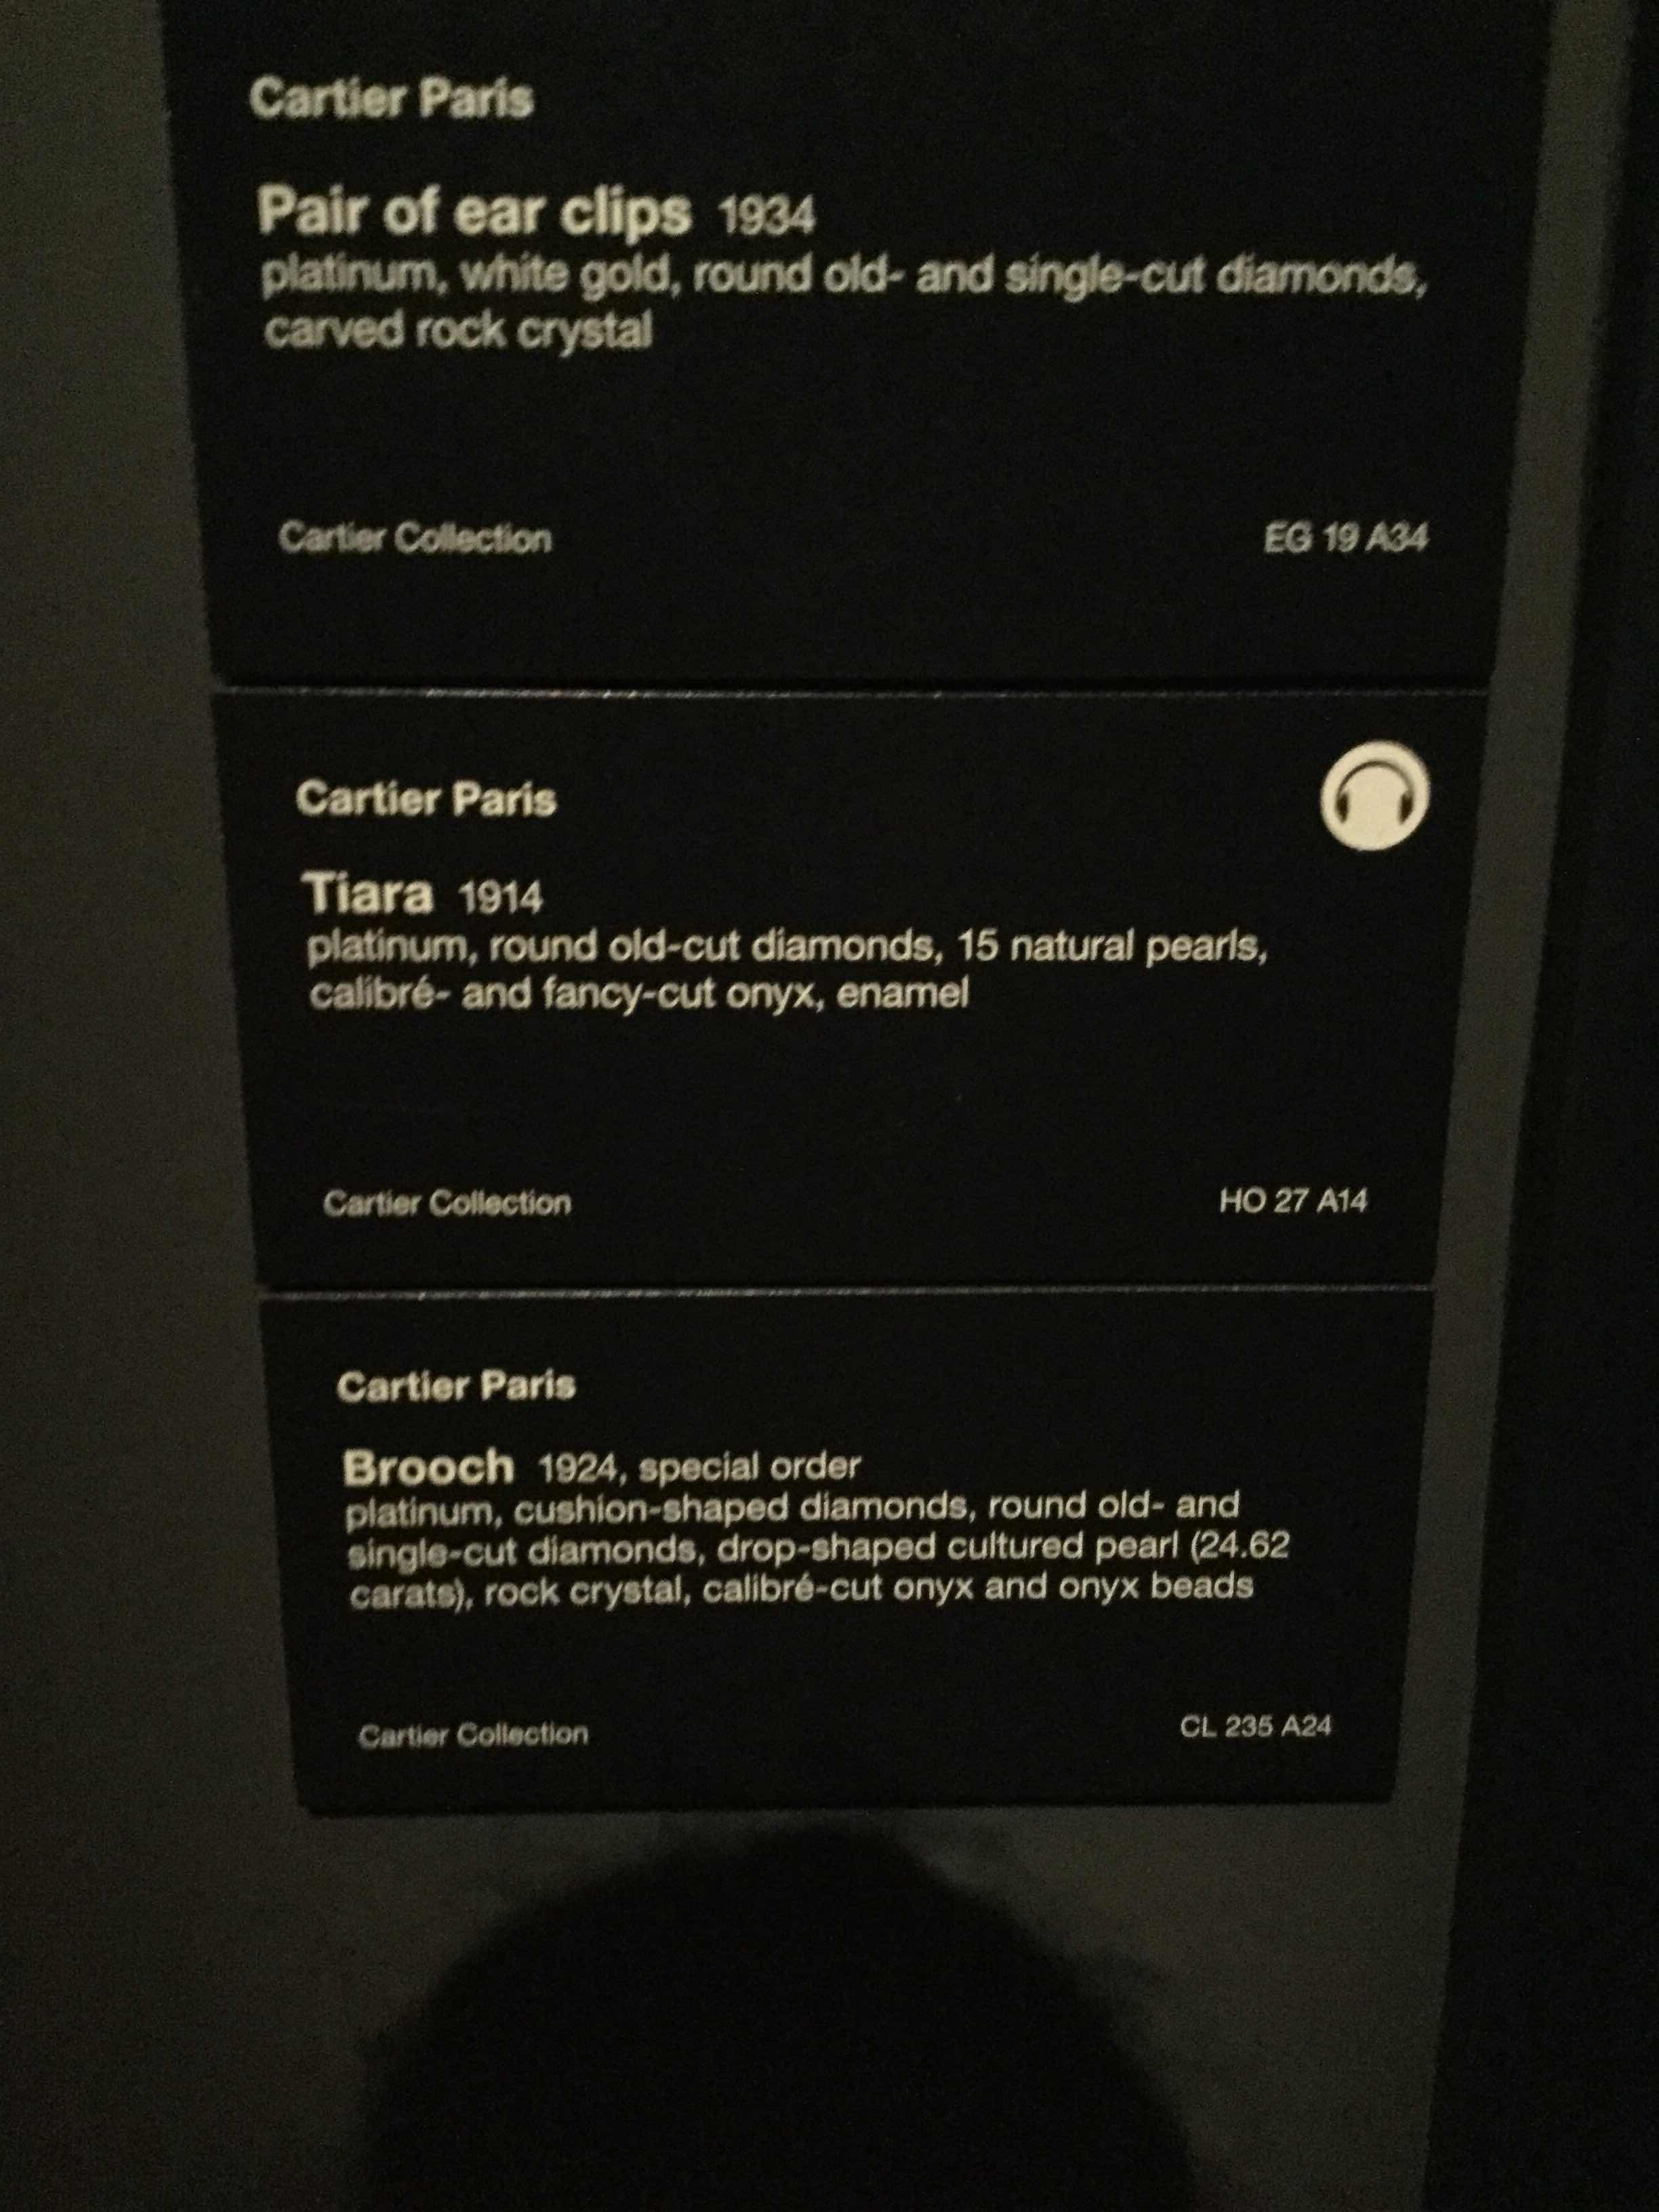 Cartier Paris
Pair of ear clips 1934
platinum, white gold, round old- and single-cut diamonds,
carved rock crystal
Cartier Collection EG 19 A34
Cartier Paris
Tiara 1914
platinum, round old-cut diamonds, 15 natural pearls,
calibré- and fancy-cut onyx, enamel
Cartier Collection HO 27 A14
Cartier Paris
Brooch 1924, special order
platinum, cushion-shaped diamonds, round old- and
single-cut diamonds, drop-shaped cultured pearl (24.62
carats), rock crystal, calibré-cut onyx and onyx beads
Cartier Collection CL 235 A24